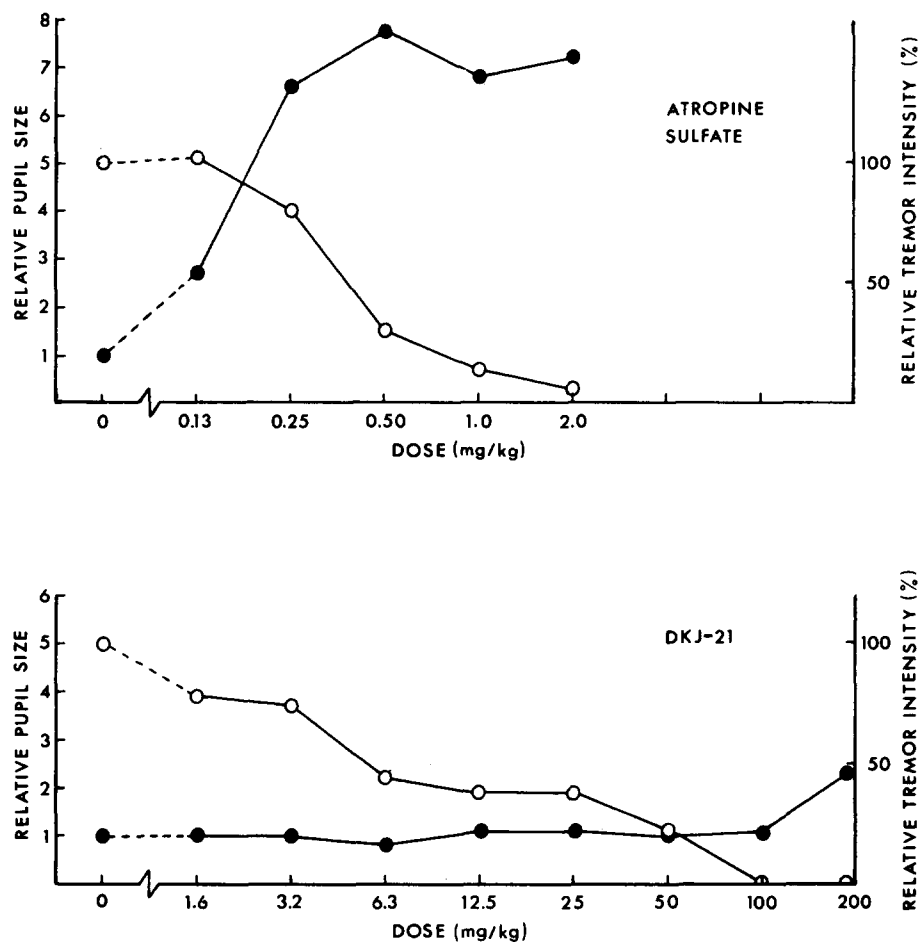 RELATIVE PUPIL SIZE
8
7
6
5
4
3
2
1
ATROPINE
SULFATE
100
50
RELATIVE TREMOR INTENSITY (%)
0 0.13 0.25 0.50 1.0 2.0
DOSE (mg/kg)
RELATIVE PUPIL SIZE
6
5
4
3
2
1
DKJ-21
100
50
0
RELATIVE TREMOR INTENSITY (%)
0 1.6 3.2 6.3 12.5 25 50 100 200
DOSE (mg/kg)